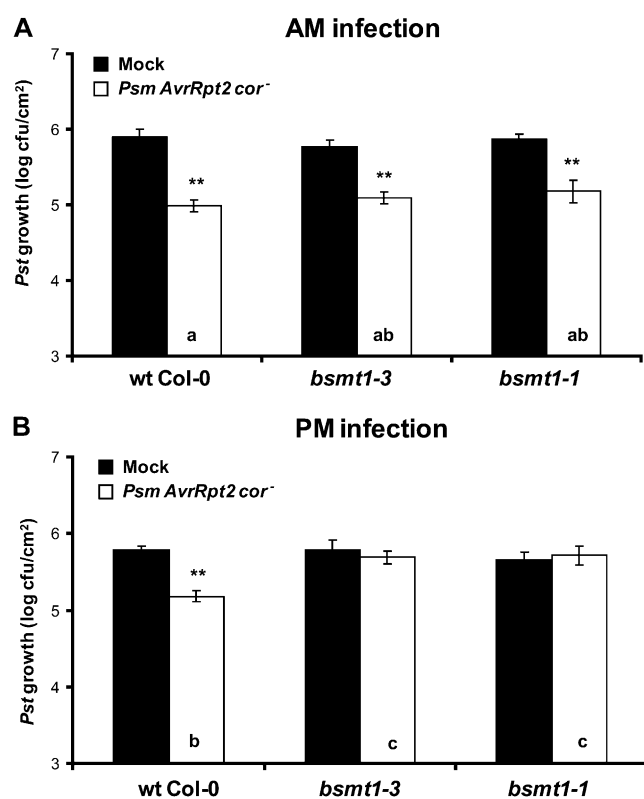 A
AM infection
7
Mock
Psm AvrRpt2 cor⁻
6
5
4
3
Pst growth (log cfu/cm²)
**
**
**
a
ab
ab
wt Col-0
bsmt1-3
bsmt1-1
B
PM infection
7
Mock
Psm AvrRpt2 cor⁻
6
5
4
3
Pst growth (log cfu/cm²)
**
b
c
c
wt Col-0
bsmt1-3
bsmt1-1